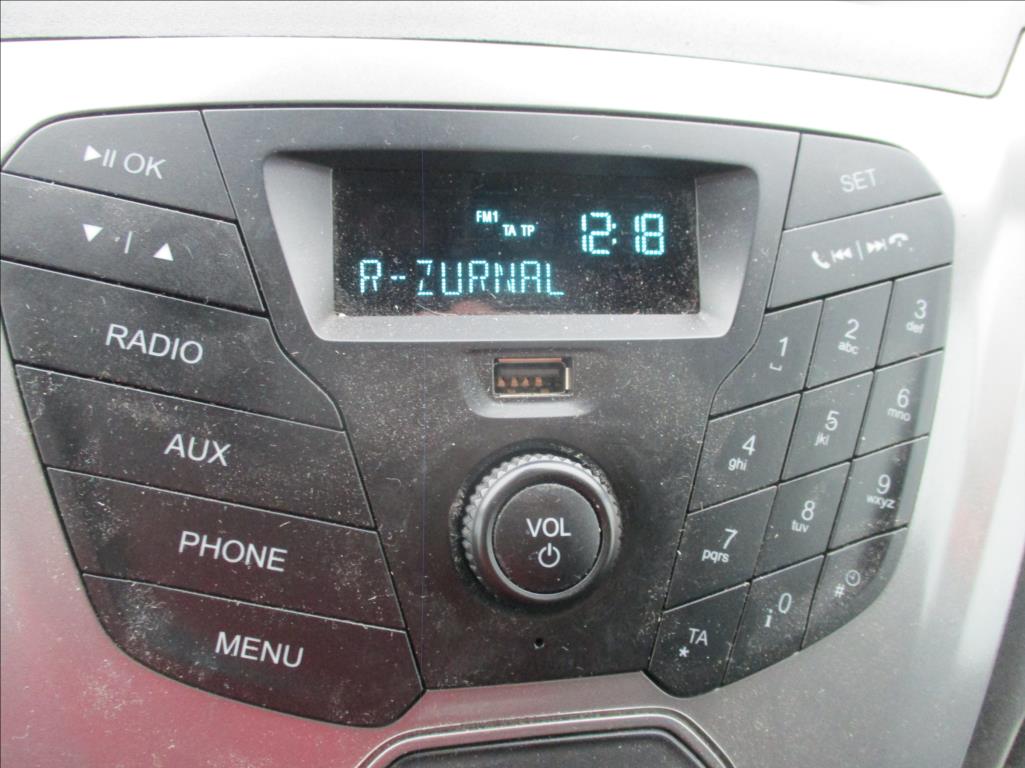 OK
SET
FM1
TA TP
12:18
R-ZURNAL
RADIO
AUX
PHONE
MENU
VOL
1
2
abc
3
def
4
ghi
5
jkl
6
mno
7
pqrs
8
tuv
9
wxyz
TA
*
0
i
#